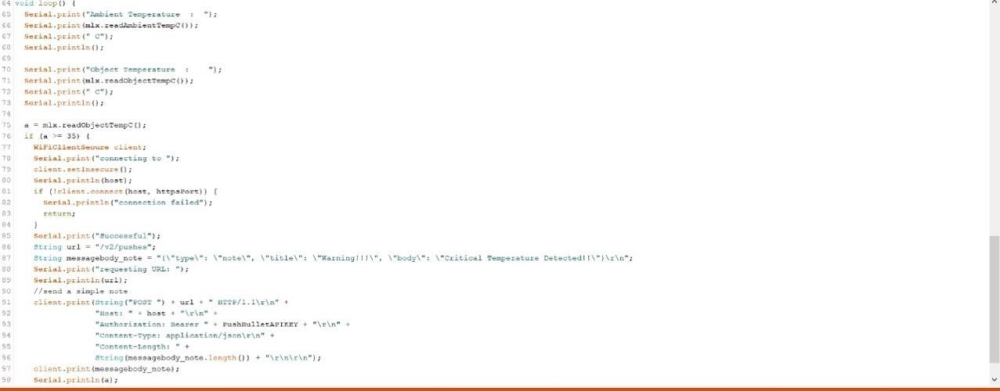 64 void loop() {
65 Serial.print("Ambient Temperature  :  ");
66 Serial.print(mlx.readAmbientTempC());
67 Serial.print(" C");
68 Serial.println();
69
70 Serial.print("Object Temperature  :    ");
71 Serial.print(mlx.readObjectTempC());
72 Serial.print(" C");
73 Serial.println();
74
75 a = mlx.readObjectTempC();
76 if (a >= 35) {
77 WiFiClientSecure client;
78 Serial.print("connecting to ");
79 client.setInsecure();
80 Serial.println(host);
81 if (!client.connect(host, httpsPort)) {
82 Serial.println("connection failed");
83 return;
84 }
85 Serial.print("Successful");
86 String url = "/v2/pushes";
87 String messagebody_note = "{\"type\": \"note\", \"title\": \"Warning!!!\", \"body\": \"Critical Temperature Detected!!\"}\r\n";
88 Serial.print("requesting URL: ");
89 Serial.println(url);
90 //send a simple note
91 client.print(String("POST ") + url + " HTTP/1.1\r\n" +
92 "Host: " + host + "\r\n" +
93 "Authorization: Bearer " + PushBulletAPIKEY + "\r\n" +
94 "Content-Type: application/json\r\n" +
95 "Content-Length: " +
96 String(messagebody_note.length()) + "\r\n\r\n");
97 client.print(messagebody_note);
98 Serial.println(a);